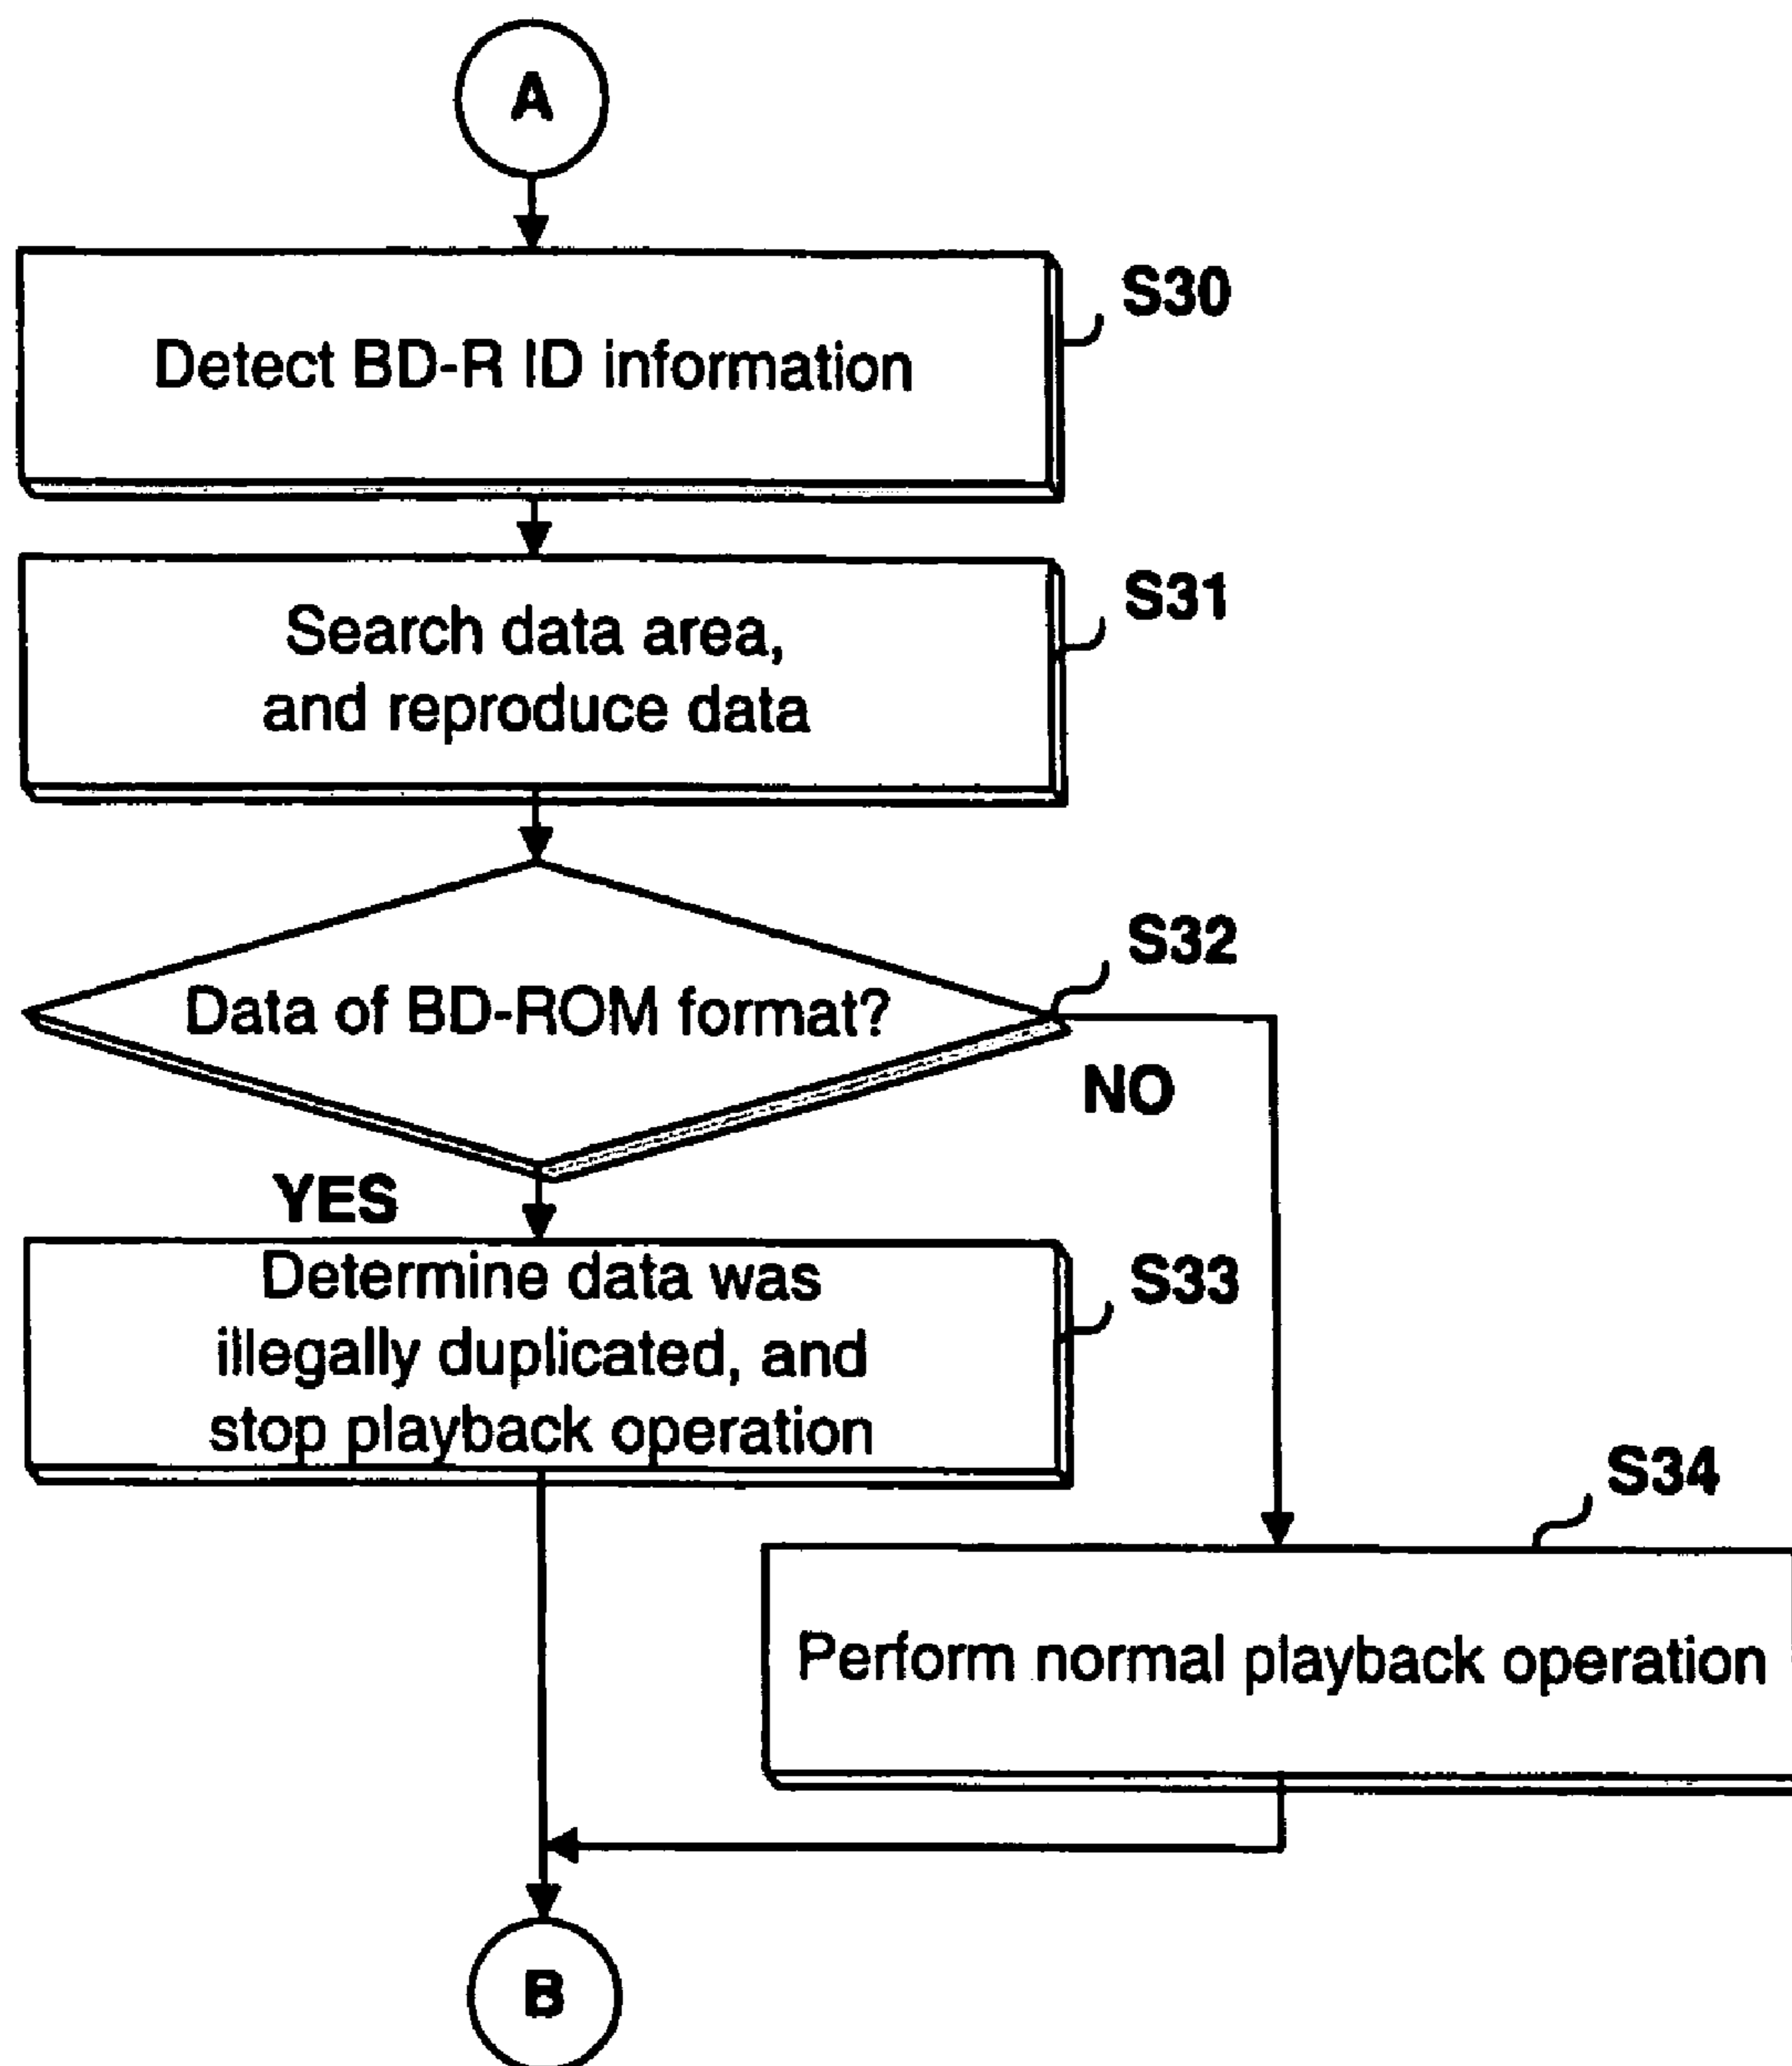 A
S30
Detect BD-R ID information
S31
Search data area,
and reproduce data
S32
Data of BD-ROM format?
NO
YES
Determine data was
illegally duplicated, and
stop playback operation
S33
S34
Perform normal playback operation
B